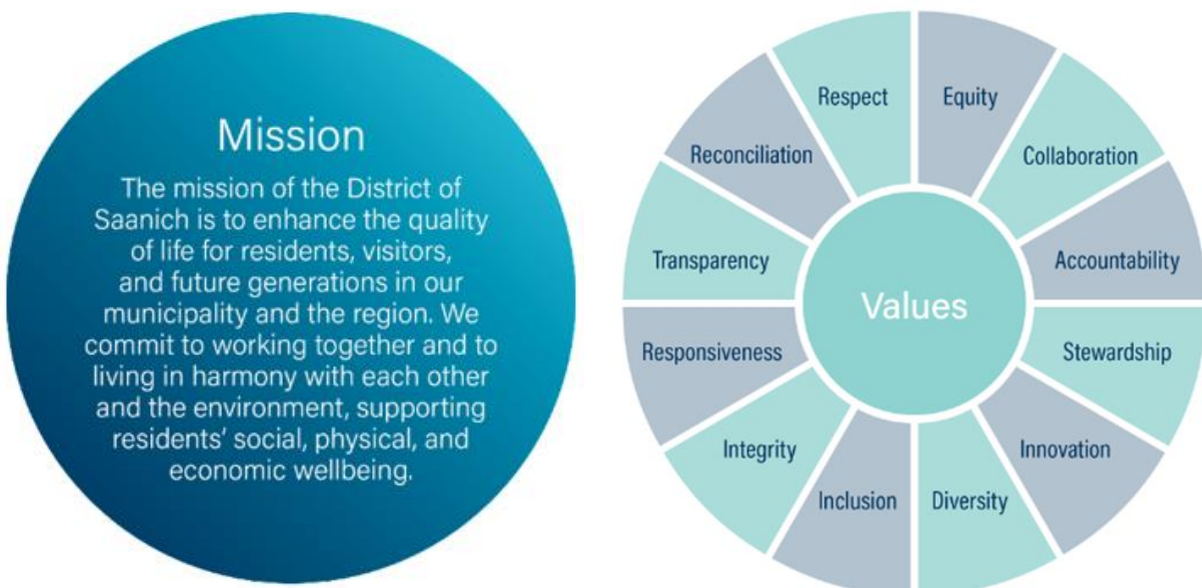 Mission
The mission of the District of
Saanich is to enhance the quality
of life for residents, visitors,
and future generations in our
municipality and the region. We
commit to working together and to
living in harmony with each other
and the environment, supporting
residents’ social, physical, and
economic wellbeing.
Values
Equity
Collaboration
Accountability
Stewardship
Innovation
Diversity
Inclusion
Integrity
Responsiveness
Transparency
Reconciliation
Respect